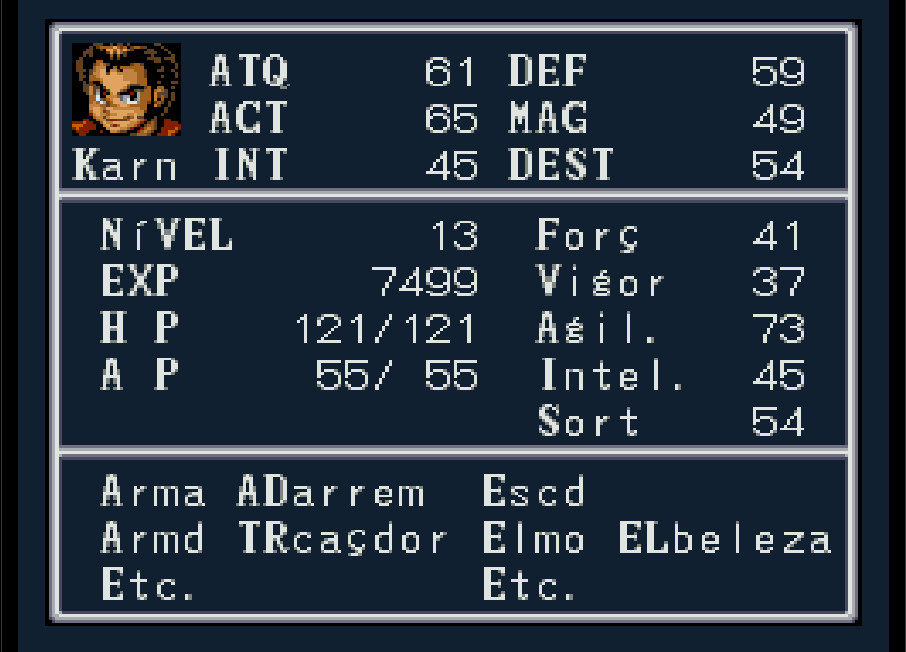 ATQ 61 DEF 59
ACT 65 MAG 49
Karn INT 45 DEST 54
NíVEL 13 Forç 41
EXP 7499 Vigor 37
H P 121/121 Agil. 73
A P 55/ 55 Intel. 45
Sort 54
Arma ADarrem Escd
Armd TRcaçdor Elmo ELbeleza
Etc. Etc.